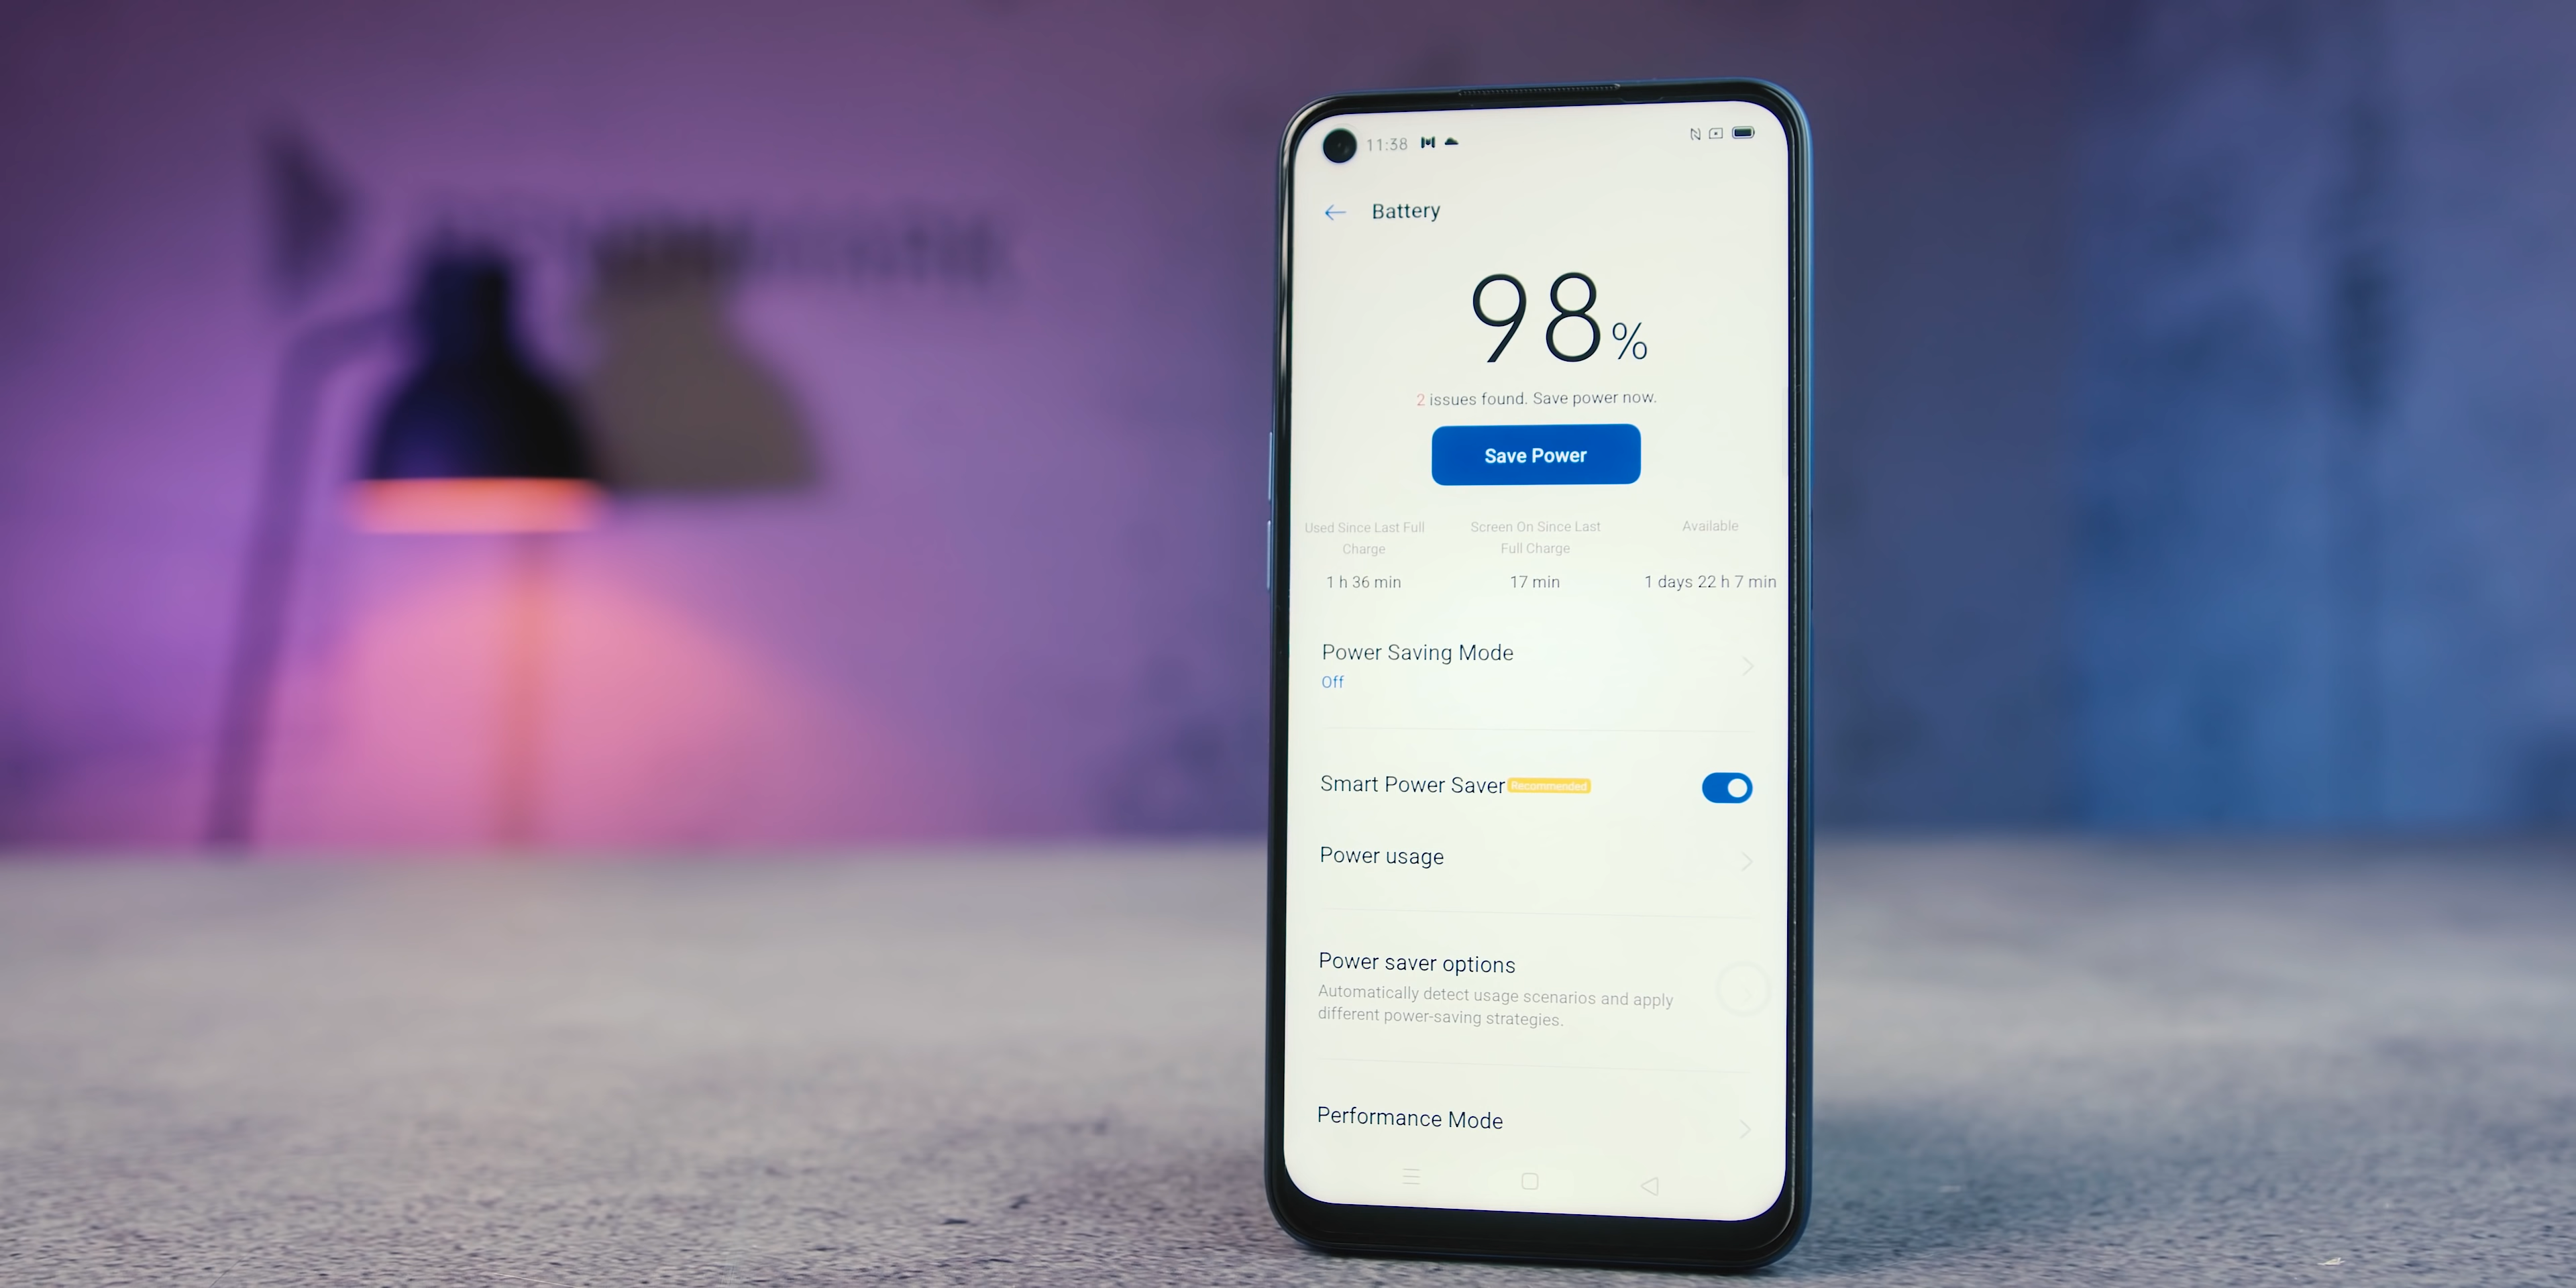 11:38
Battery
98%
2 issues found. Save power now.
Save Power
Used Since Last Full
Charge
1 h 36 min
Screen On Since Last
Full Charge
17 min
Available
1 days 22 h 7 min
Power Saving Mode
Off
Smart Power Saver Recommended
Power usage
Power saver options
Automatically detect usage scenarios and apply
different power-saving strategies.
Performance Mode